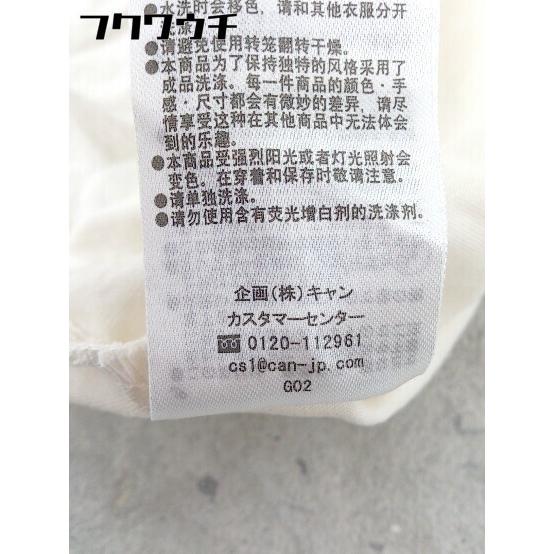 フクウロウチ
●水洗时会移色，请和其他衣服分开
洗涤。
●请避免使用转笼翻转干燥。
●本商品为了保持独特的风格采用了
成品洗涤。每一件商品的颜色・手
感・尺寸都会有微妙的差异，请尽
情享受这种在其他商品中无法体会
到的乐趣。
●本商品受强烈阳光或者灯光照射会
变色。在穿着和保存时敬请注意。
●请单独洗涤。
●请勿使用含有荧光增白剂的洗涤剂。
企画（株）キャン
カスタマーセンター
0120-112961
cs1@can-jp.com
G02